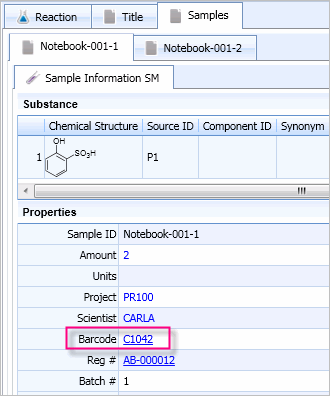 Reaction Title Samples
Notebook-001-1 Notebook-001-2
Sample Information SM
Substance
Chemical Structure Source ID Component ID Synonym
1 OH SO₃H P1
Properties
Sample ID Notebook-001-1
Amount 2
Units
Project PR100
Scientist CARLA
Barcode C1042
Reg # AB-000012
Batch # 1